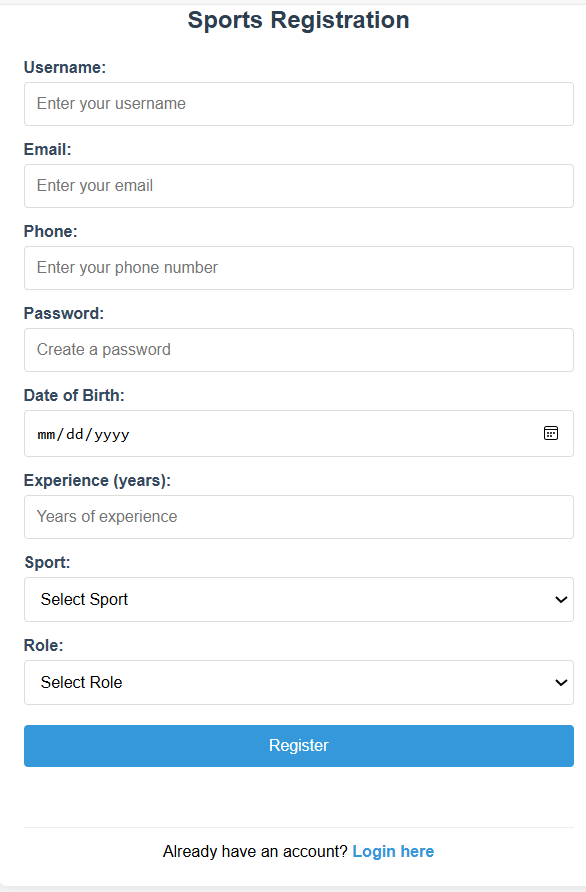 Sports Registration
Username:
Enter your username
Email:
Enter your email
Phone:
Enter your phone number
Password:
Create a password
Date of Birth:
mm/dd/yyyy
Experience (years):
Years of experience
Sport:
Select Sport
Role:
Select Role
Register
Already have an account? Login here